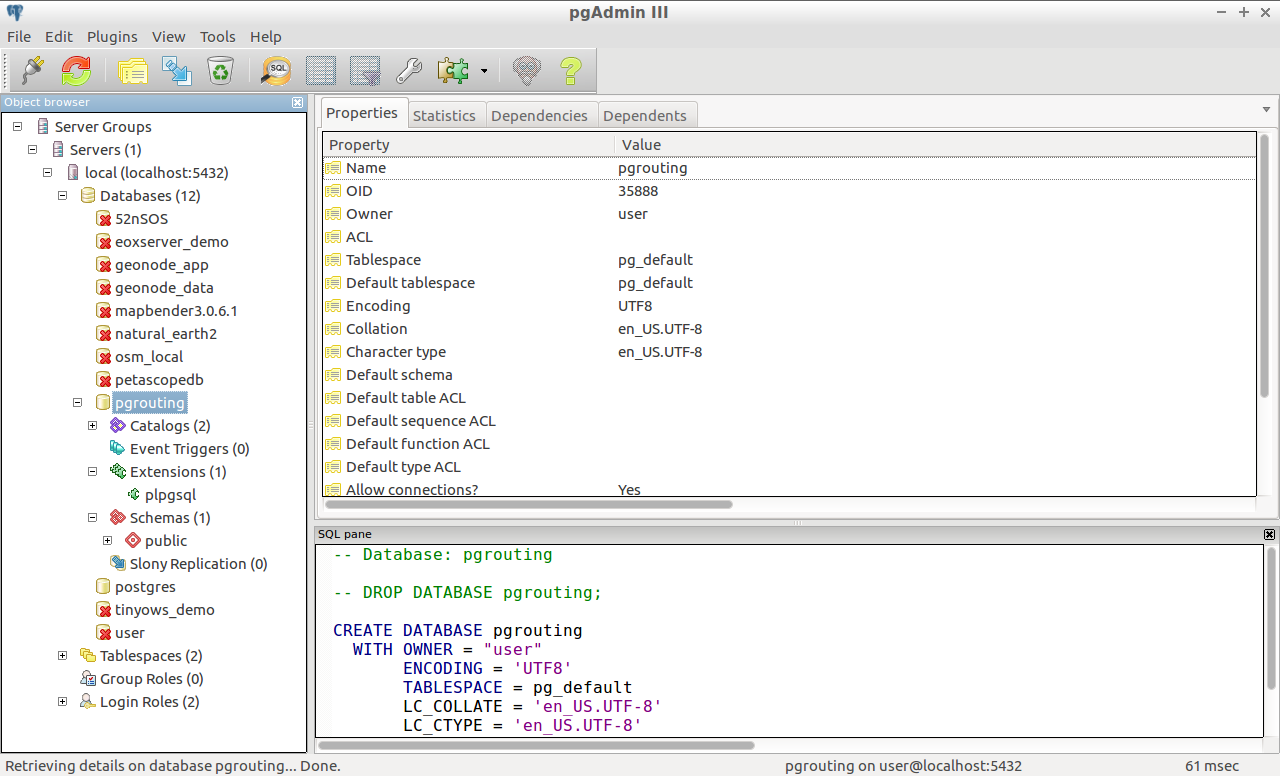 pgAdmin III
File Edit Plugins View Tools Help
SQL
Object browser
Server Groups
Servers (1)
local (localhost:5432)
Databases (12)
52nSOS
eoxserver_demo
geonode_app
geonode_data
mapbender3.0.6.1
natural_earth2
osm_local
petascopedb
pgrouting
Catalogs (2)
Event Triggers (0)
Extensions (1)
plpgsql
Schemas (1)
public
Slony Replication (0)
postgres
tinyows_demo
user
Tablespaces (2)
Group Roles (0)
Login Roles (2)
Properties Statistics Dependencies Dependents
Property Value
Name pgrouting
OID 35888
Owner user
ACL
Tablespace pg_default
Default tablespace pg_default
Encoding UTF8
Collation en_US.UTF-8
Character type en_US.UTF-8
Default schema
Default table ACL
Default sequence ACL
Default function ACL
Default type ACL
Allow connections? Yes
SQL pane
-- Database: pgrouting
-- DROP DATABASE pgrouting;
CREATE DATABASE pgrouting
WITH OWNER = "user"
ENCODING = 'UTF8'
TABLESPACE = pg_default
LC_COLLATE = 'en_US.UTF-8'
LC_CTYPE = 'en_US.UTF-8'
Retrieving details on database pgrouting... Done. pgrouting on user@localhost:5432 61 msec